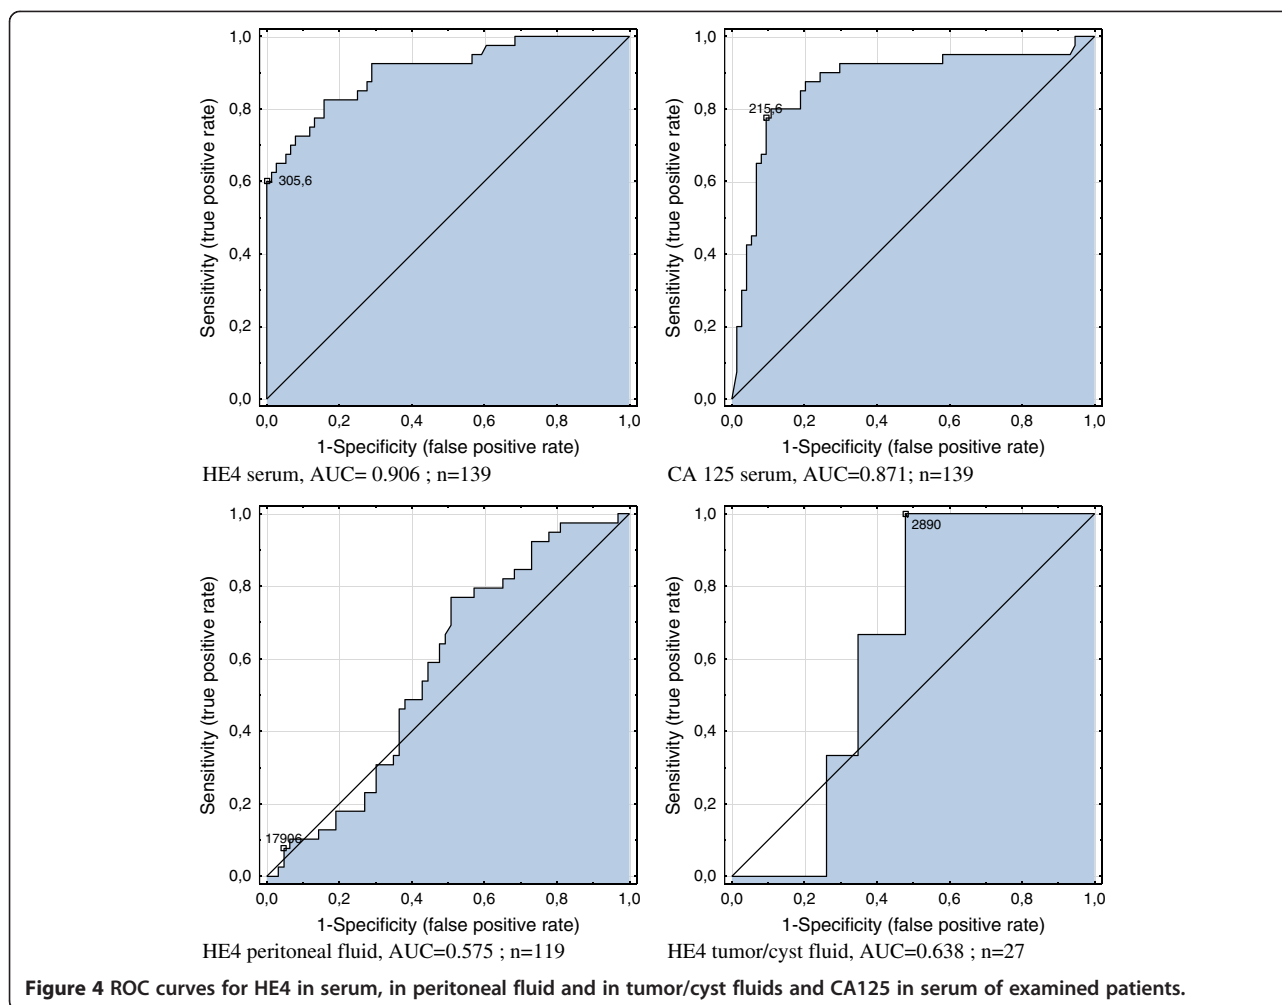 1,0
0,8
0,6
0,4
0,2
0,0
Sensitivity (true positive rate)
305,6
0,0 0,2 0,4 0,6 0,8 1,0
1-Specificity (false positive rate)
HE4 serum, AUC= 0.906 ; n=139
1,0
0,8
0,6
0,4
0,2
0,0
Sensitivity (true positive rate)
215,6
0,0 0,2 0,4 0,6 0,8 1,0
1-Specificity (false positive rate)
CA 125 serum, AUC=0.871; n=139
1,0
0,8
0,6
0,4
0,2
0,0
Sensitivity (true positive rate)
17906
0,0 0,2 0,4 0,6 0,8 1,0
1-Specificity (false positive rate)
HE4 peritoneal fluid, AUC=0.575 ; n=119
1,0
0,8
0,6
0,4
0,2
0,0
Sensitivity (true positive rate)
2890
0,0 0,2 0,4 0,6 0,8 1,0
1-Specificity (false positive rate)
HE4 tumor/cyst fluid, AUC=0.638 ; n=27
Figure 4 ROC curves for HE4 in serum, in peritoneal fluid and in tumor/cyst fluids and CA125 in serum of examined patients.